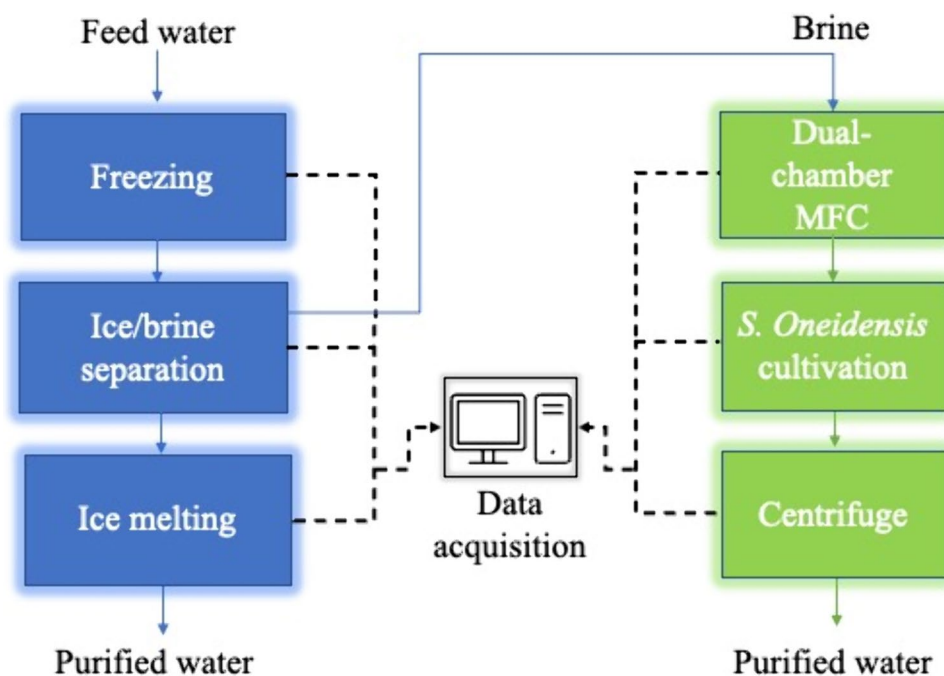 Feed water
Freezing
Ice/brine
separation
Ice melting
Purified water
Data
acquisition
Brine
Dual-
chamber
MFC
S. Oneidensis
cultivation
Centrifuge
Purified water